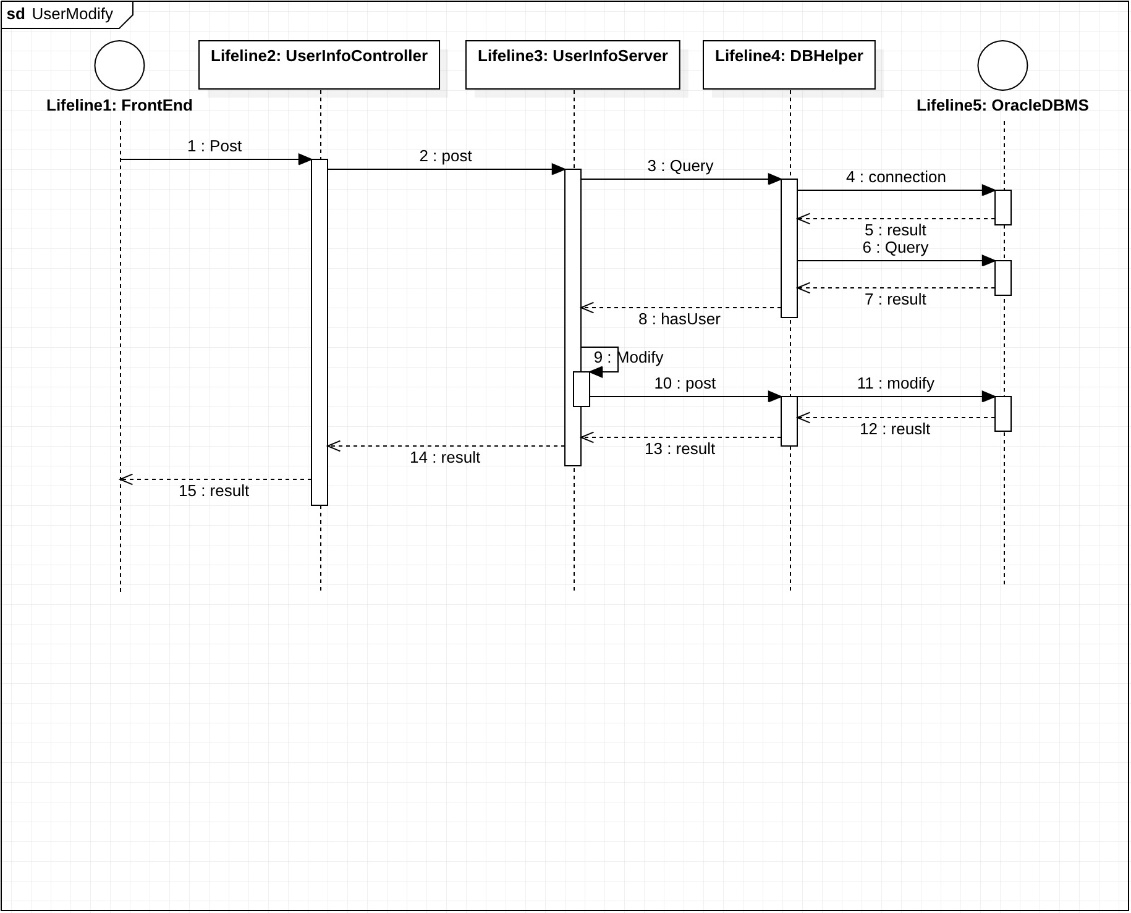 sd UserModify
Lifeline2: UserInfoController
Lifeline3: UserInfoServer
Lifeline4: DBHelper
Lifeline1: FrontEnd
Lifeline5: OracleDBMS
1 : Post
2 : post
3 : Query
4 : connection
5 : result
6 : Query
7 : result
8 : hasUser
9 : Modify
10 : post
11 : modify
12 : reuslt
13 : result
14 : result
15 : result